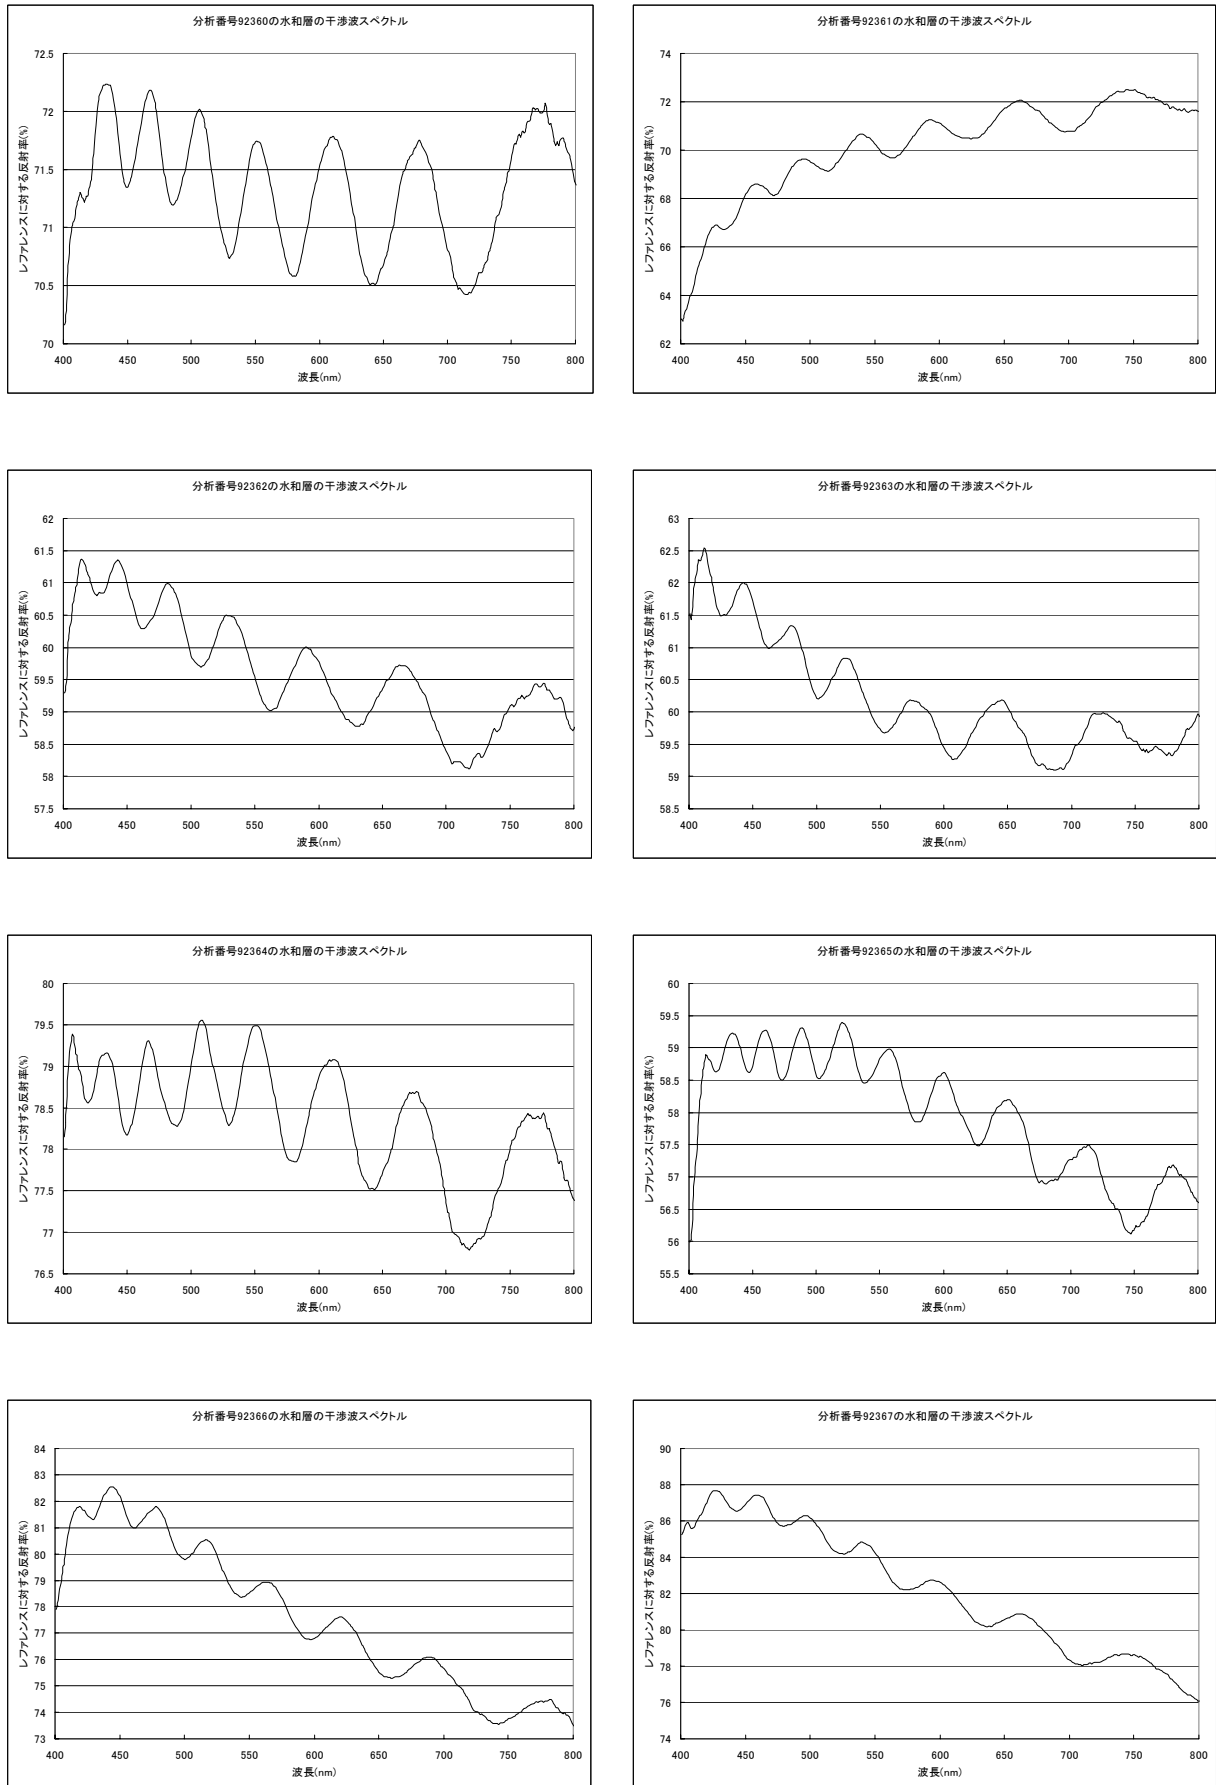 分析番号92360の水和層の干渉波スペクトル
レファレンスに対する反射率(%)
72.5
72
71.5
71
70.5
70
400 450 500 550 600 650 700 750 800
波長(nm)
分析番号92361の水和層の干渉波スペクトル
レファレンスに対する反射率(%)
74
72
70
68
66
64
62
400 450 500 550 600 650 700 750 800
波長(nm)
分析番号92362の水和層の干渉波スペクトル
レファレンスに対する反射率(%)
62
61.5
61
60.5
60
59.5
59
58.5
58
57.5
400 450 500 550 600 650 700 750 800
波長(nm)
分析番号92363の水和層の干渉波スペクトル
レファレンスに対する反射率(%)
63
62.5
62
61.5
61
60.5
60
59.5
59
58.5
400 450 500 550 600 650 700 750 800
波長(nm)
分析番号92364の水和層の干渉波スペクトル
レファレンスに対する反射率(%)
80
79.5
79
78.5
78
77.5
77
76.5
400 450 500 550 600 650 700 750 800
波長(nm)
分析番号92365の水和層の干渉波スペクトル
レファレンスに対する反射率(%)
60
59.5
59
58.5
58
57.5
57
56.5
56
55.5
400 450 500 550 600 650 700 750 800
波長(nm)
分析番号92366の水和層の干渉波スペクトル
レファレンスに対する反射率(%)
84
83
82
81
80
79
78
77
76
75
74
73
400 450 500 550 600 650 700 750 800
波長(nm)
分析番号92367の水和層の干渉波スペクトル
レファレンスに対する反射率(%)
90
88
86
84
82
80
78
76
74
400 450 500 550 600 650 700 750 800
波長(nm)